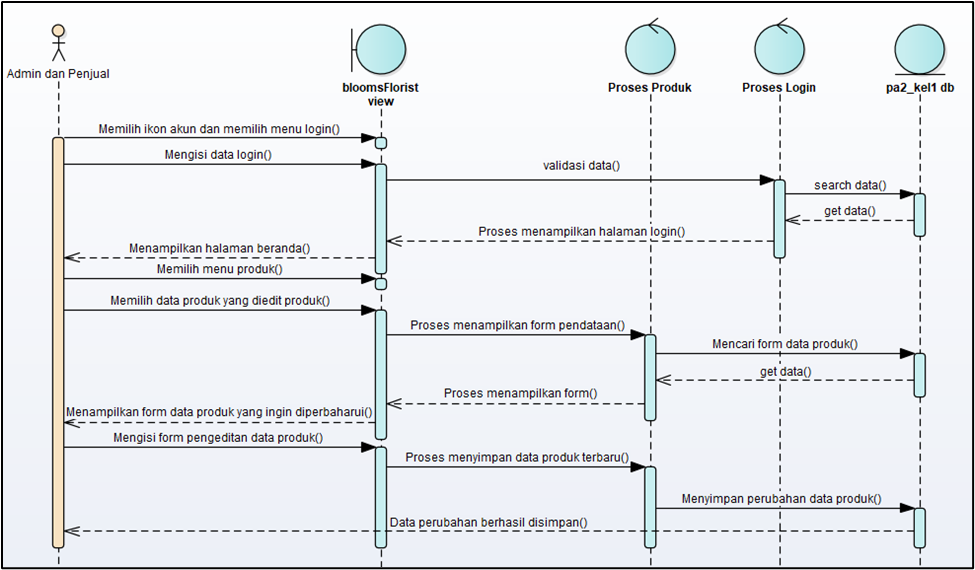 Admin dan Penjual
bloomsFlorist
view
Proses Produk
Proses Login
pa2_kel1 db
Memilih ikon akun dan memilih menu login()
Mengisi data login()
validasi data()
search data()
get data()
Proses menampilkan halaman login()
Menampilkan halaman beranda()
Memilih menu produk()
Memilih data produk yang diedit produk()
Proses menampilkan form pendataan()
Mencari form data produk()
get data()
Proses menampilkan form()
Menampilkan form data produk yang ingin diperbaharui()
Mengisi form pengeditan data produk()
Proses menyimpan data produk terbaru()
Menyimpan perubahan data produk()
Data perubahan berhasil disimpan()